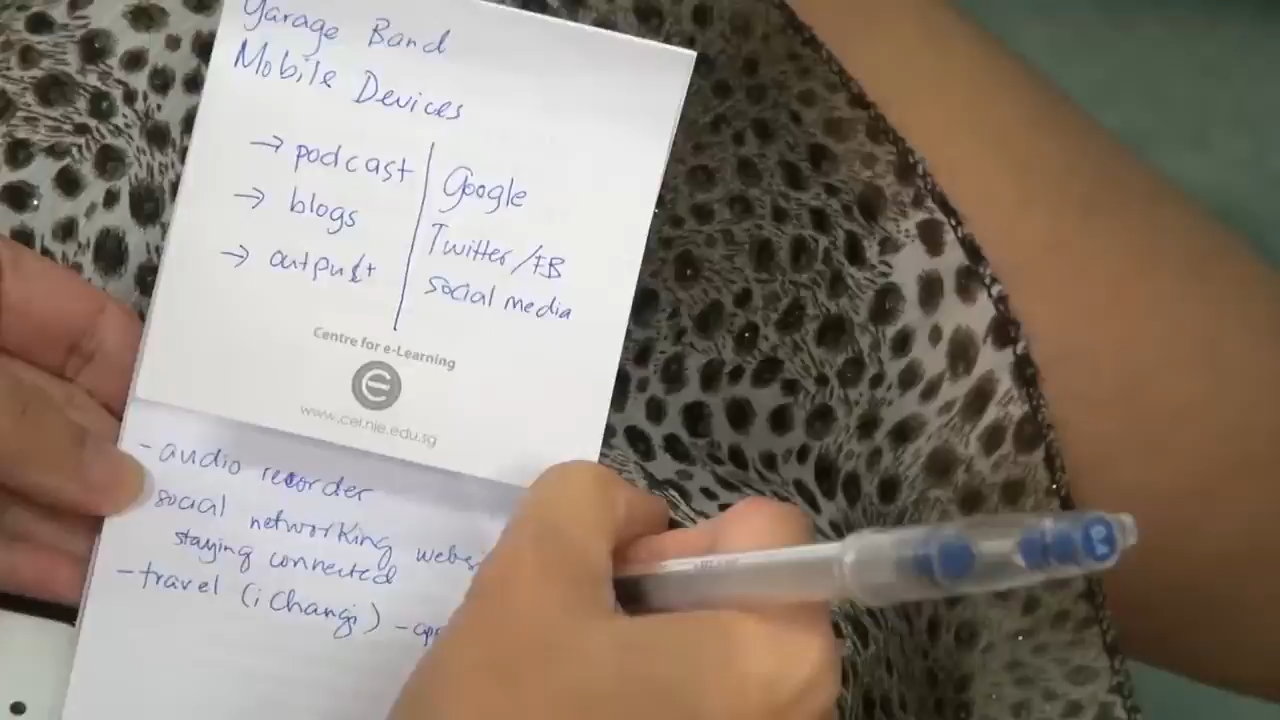 Garage Band
Mobile Devices
→ podcast
→ blogs
→ output
Google
Twitter/FB
social media
Centre for e-Learning
www.cel.nie.edu.sg
- audio recorder
social networking
staying connected
- travel (i Changi) -